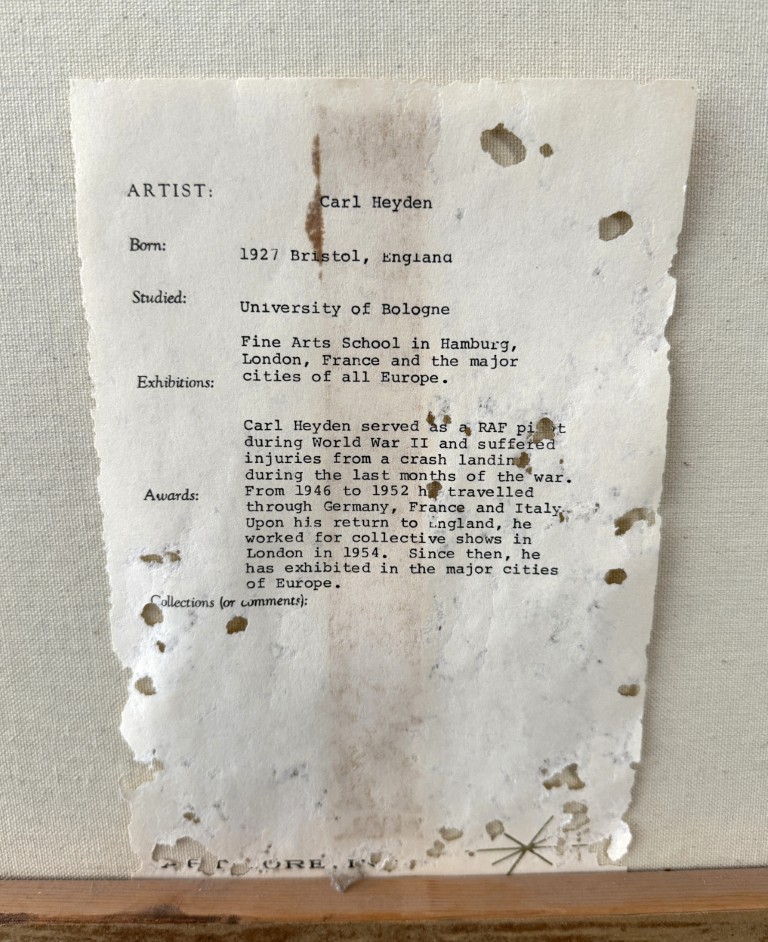 ARTIST:
Carl Heyden
Born:
1927 Bristol, England
Studied:
University of Bologne
Fine Arts School in Hamburg,
London, France and the major
Exhibitions:
cities of all Europe.
Carl Heyden served as a RAF pilot
during World War II and suffered
injuries from a crash landing
during the last months of the war.
Awards:
From 1946 to 1952 he travelled
through Germany, France and Italy.
Upon his return to England, he
worked for collective shows in
London in 1954. Since then, he
has exhibited in the major cities
of Europe.
Collections (or comments):